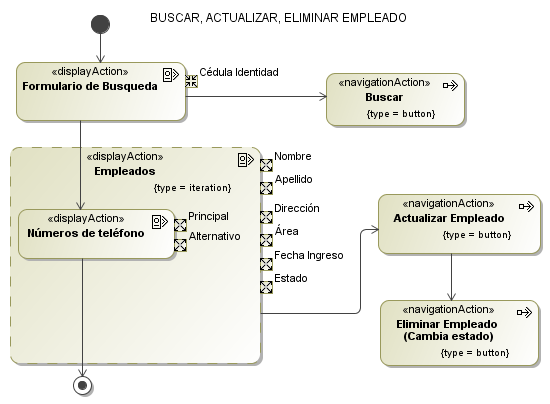 BUSCAR, ACTUALIZAR, ELIMINAR EMPLEADO
«displayAction»
Formulario de Busqueda
Cédula Identidad
«navigationAction»
Buscar
{type = button}
«displayAction»
Empleados
{type = iteration}
Nombre
Apellido
Dirección
Área
Fecha Ingreso
Estado
«displayAction»
Números de teléfono
Principal
Alternativo
«navigationAction»
Actualizar Empleado
{type = button}
«navigationAction»
Eliminar Empleado
(Cambia estado)
{type = button}